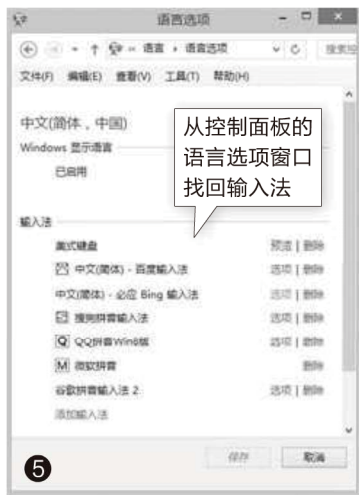 语言选项
语言 › 语言选项
文件(F) 编辑(E) 查看(V) 工具(T) 帮助(H)
中文(简体，中国)
Windows 显示语言
已启用
从控制面板的
语言选项窗口
找回输入法
输入法
美式键盘 预览 | 删除
中文(简体) - 百度输入法 选项 | 删除
中文(简体) - 必应 Bing 输入法 选项 | 删除
搜狗拼音输入法 选项 | 删除
QQ拼音Win8版 选项 | 删除
M 微软拼音 删除
谷歌拼音输入法 2 选项 | 删除
添加输入法
保存 取消
5